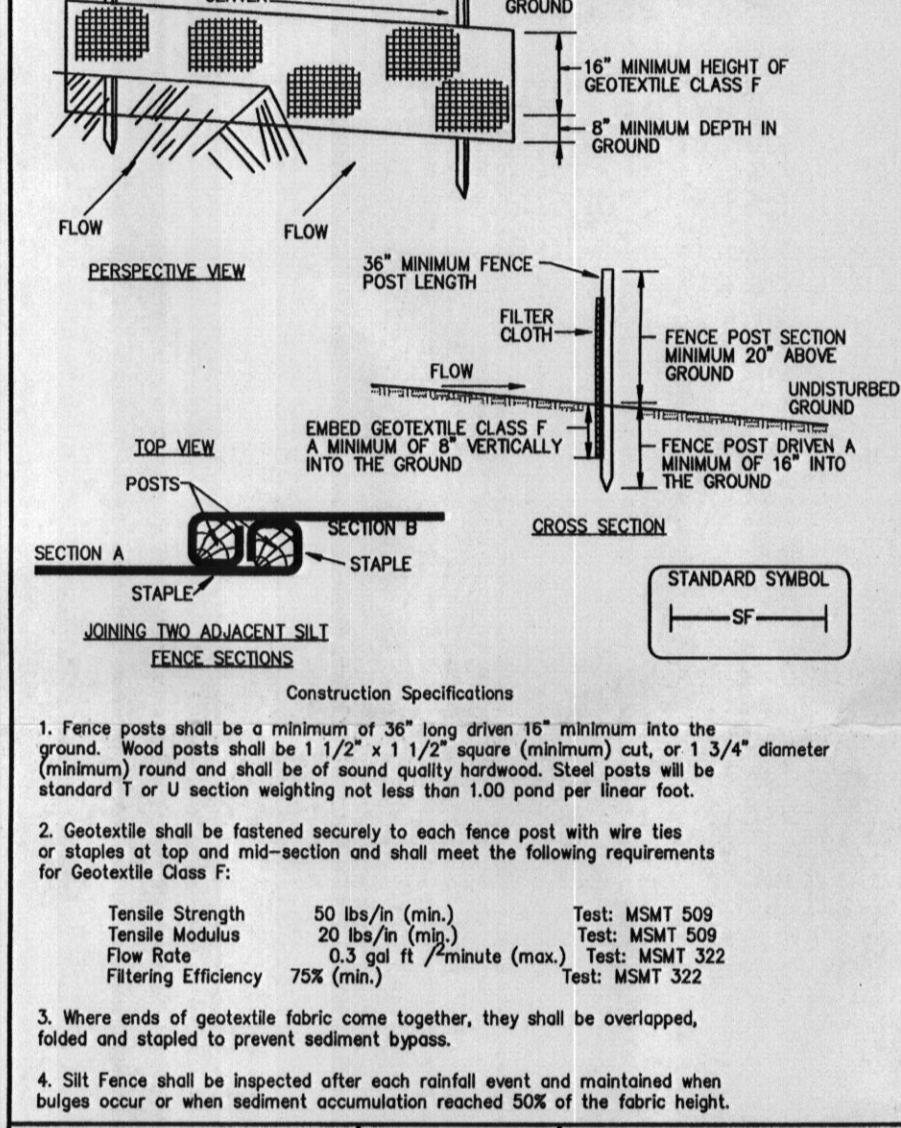 GROUND
16" MINIMUM HEIGHT OF
GEOTEXTILE CLASS F
8" MINIMUM DEPTH IN
GROUND
FLOW
FLOW
PERSPECTIVE VIEW
36" MINIMUM FENCE
POST LENGTH
FILTER
CLOTH
FENCE POST SECTION
MINIMUM 20" ABOVE
GROUND
FLOW
UNDISTURBED
GROUND
EMBED GEOTEXTILE CLASS F
A MINIMUM OF 8" VERTICALLY
INTO THE GROUND
FENCE POST DRIVEN A
MINIMUM OF 16" INTO
THE GROUND
CROSS SECTION
TOP VIEW
POSTS
SECTION B
SECTION A
STAPLE
STAPLE
JOINING TWO ADJACENT SILT
FENCE SECTIONS
STANDARD SYMBOL
SF
Construction Specifications
1. Fence posts shall be a minimum of 36" long driven 16" minimum into the
ground. Wood posts shall be 1 1/2" x 1 1/2" square (minimum) cut, or 1 3/4" diameter
(minimum) round and shall be of sound quality hardwood. Steel posts will be
standard T or U section weighting not less than 1.00 pond per linear foot.
2. Geotextile shall be fastened securely to each fence post with wire ties
or staples at top and mid-section and shall meet the following requirements
for Geotextile Class F:
Tensile Strength 50 lbs/in (min.) Test: MSMT 509
Tensile Modulus 20 lbs/in (min.) Test: MSMT 509
Flow Rate 0.3 gal ft /²minute (max.) Test: MSMT 322
Filtering Efficiency 75% (min.) Test: MSMT 322
3. Where ends of geotextile fabric come together, they shall be overlapped,
folded and stapled to prevent sediment bypass.
4. Silt Fence shall be inspected after each rainfall event and maintained when
bulges occur or when sediment accumulation reached 50% of the fabric height.